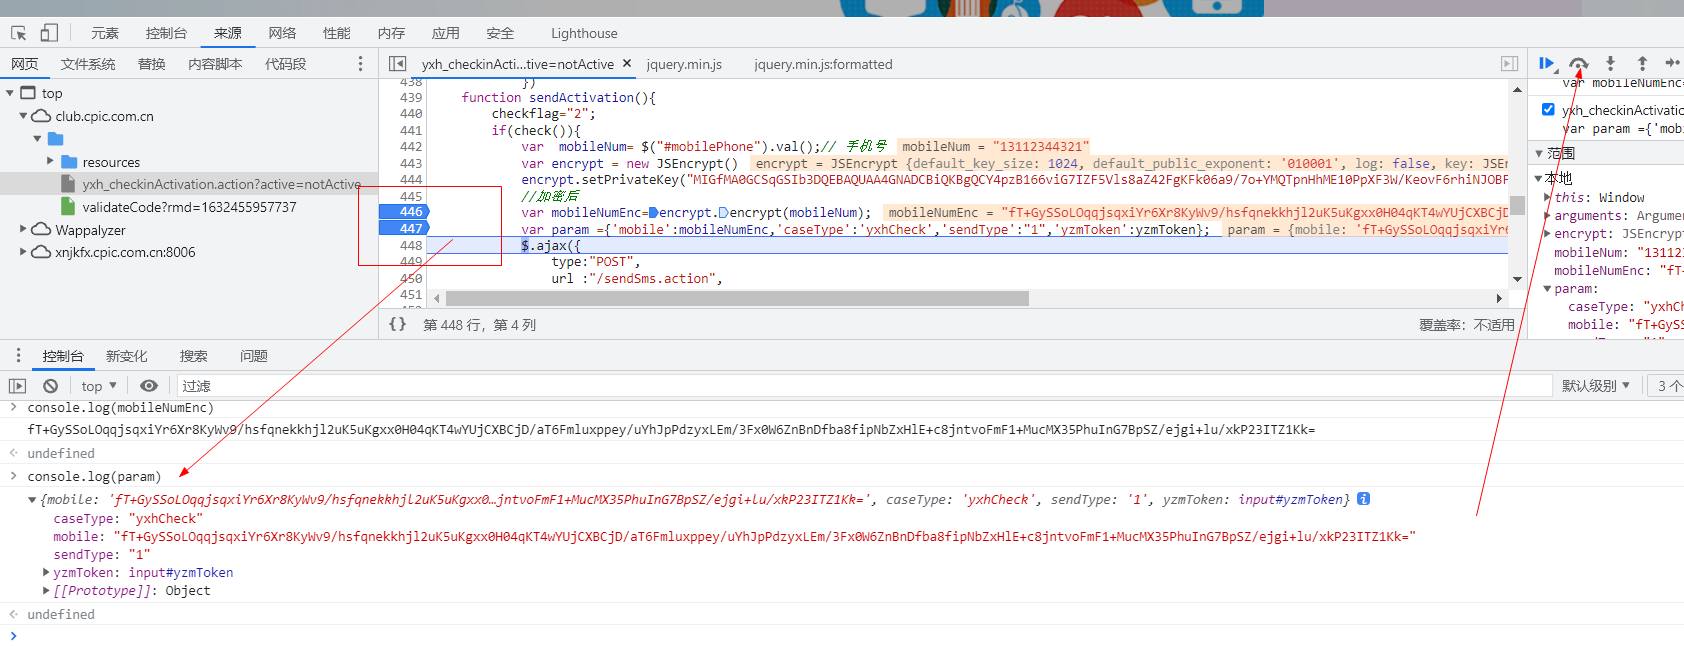 元素 控制台 来源 网络 性能 内存 应用 安全 Lighthouse
网页 文件系统 替换 内容脚本 代码段
yxh_checkinActi...tive=notActive × jquery.min.js jquery.min.js:formatted
top
club.cpic.com.cn
resources
yxh_checkinActivation.action?active=notActive
validateCode?rmd=1632455957737
Wappalyzer
xnjkfx.cpic.com.cn:8006
438 })
439 function sendActivation(){
440 checkflag="2";
441 if(check()){
442 var mobileNum= $("#mobilePhone").val();// 手机号 mobileNum = "13112344321"
443 var encrypt = new JSEncrypt() encrypt = JSEncrypt {default_key_size: 1024, default_public_exponent: '010001', log: false, key: JSEn
444 encrypt.setPrivateKey("MIGfMA0GCSqGSIb3DQEBAQUAA4GNADCBiQKBgQCY4pzB166viG7IZF5Vls8aZ42FgKFk06a9/7o+YMQTpnHhME10PpXF3W/KeovF6rhiNJOBF
445 //加密后
446 var mobileNumEnc=encrypt.encrypt(mobileNum); mobileNumEnc = "fT+GySSoLOqqjsqxiYr6Xr8KyWv9/hsfqnekkhjl2uK5uKgxx0H04qKT4wYUjCXBCjD
447 var param ={'mobile':mobileNumEnc,'caseType':'yxhCheck','sendType':"1",'yzmToken':yzmToken}; param = {mobile: 'fT+GySSoLOqqjsqxiYr6
448 $.ajax({
449 type:"POST",
450 url :"/sendSms.action",
451
{} 第 448 行，第 4 列 覆盖率：不适用
var mobileNumEnc=
yxh_checkinActivatio
var param ={'mob
范围
本地
this: Window
arguments: Argumen
encrypt: JSEncrypt
mobileNum: "13112
mobileNumEnc: "fT+
param:
caseType: "yxhCh
mobile: "fT+GySS
控制台 新变化 搜索 问题
top 过滤 默认级别 3 个
console.log(mobileNumEnc)
fT+GySSoLOqqjsqxiYr6Xr8KyWv9/hsfqnekkhjl2uK5uKgxx0H04qKT4wYUjCXBCjD/aT6Fmluxppey/uYhJpPdzyxLEm/3Fx0W6ZnBnDfba8fipNbZxHlE+c8jntvoFmF1+MucMX35PhuInG7BpSZ/ejgi+lu/xkP23ITZ1Kk=
undefined
console.log(param)
{mobile: 'fT+GySSoLOqqjsqxiYr6Xr8KyWv9/hsfqnekkhjl2uK5uKgxx0…jntvoFmF1+MucMX35PhuInG7BpSZ/ejgi+lu/xkP23ITZ1Kk=', caseType: 'yxhCheck', sendType: '1', yzmToken: input#yzmToken}
caseType: "yxhCheck"
mobile: "fT+GySSoLOqqjsqxiYr6Xr8KyWv9/hsfqnekkhjl2uK5uKgxx0H04qKT4wYUjCXBCjD/aT6Fmluxppey/uYhJpPdzyxLEm/3Fx0W6ZnBnDfba8fipNbZxHlE+c8jntvoFmF1+MucMX35PhuInG7BpSZ/ejgi+lu/xkP23ITZ1Kk="
sendType: "1"
yzmToken: input#yzmToken
[[Prototype]]: Object
undefined